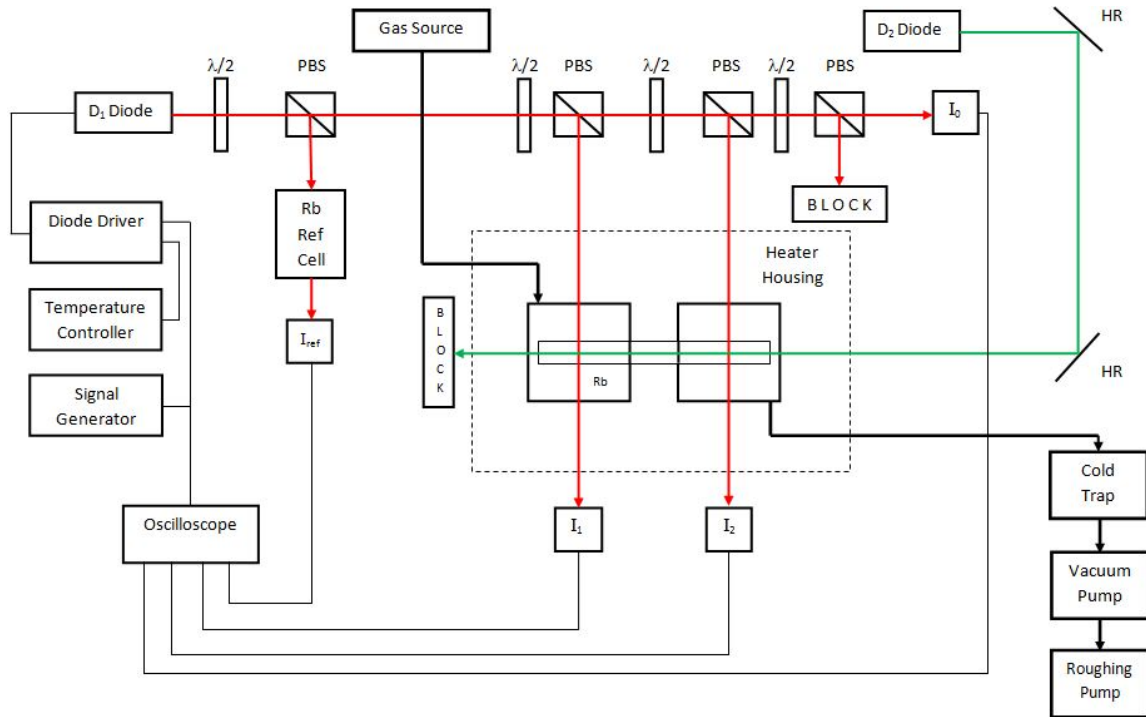 HR
Gas Source
D₂ Diode
λ/2
PBS
λ/2
PBS
λ/2
PBS
λ/2
PBS
D₁ Diode
I₀
Rb
Ref
Cell
BLOCK
Diode Driver
Heater
Housing
Temperature
Controller
I_ref
BLOCK
Rb
HR
Signal
Generator
Cold
Trap
Oscilloscope
I₁
I₂
Vacuum
Pump
Roughing
Pump